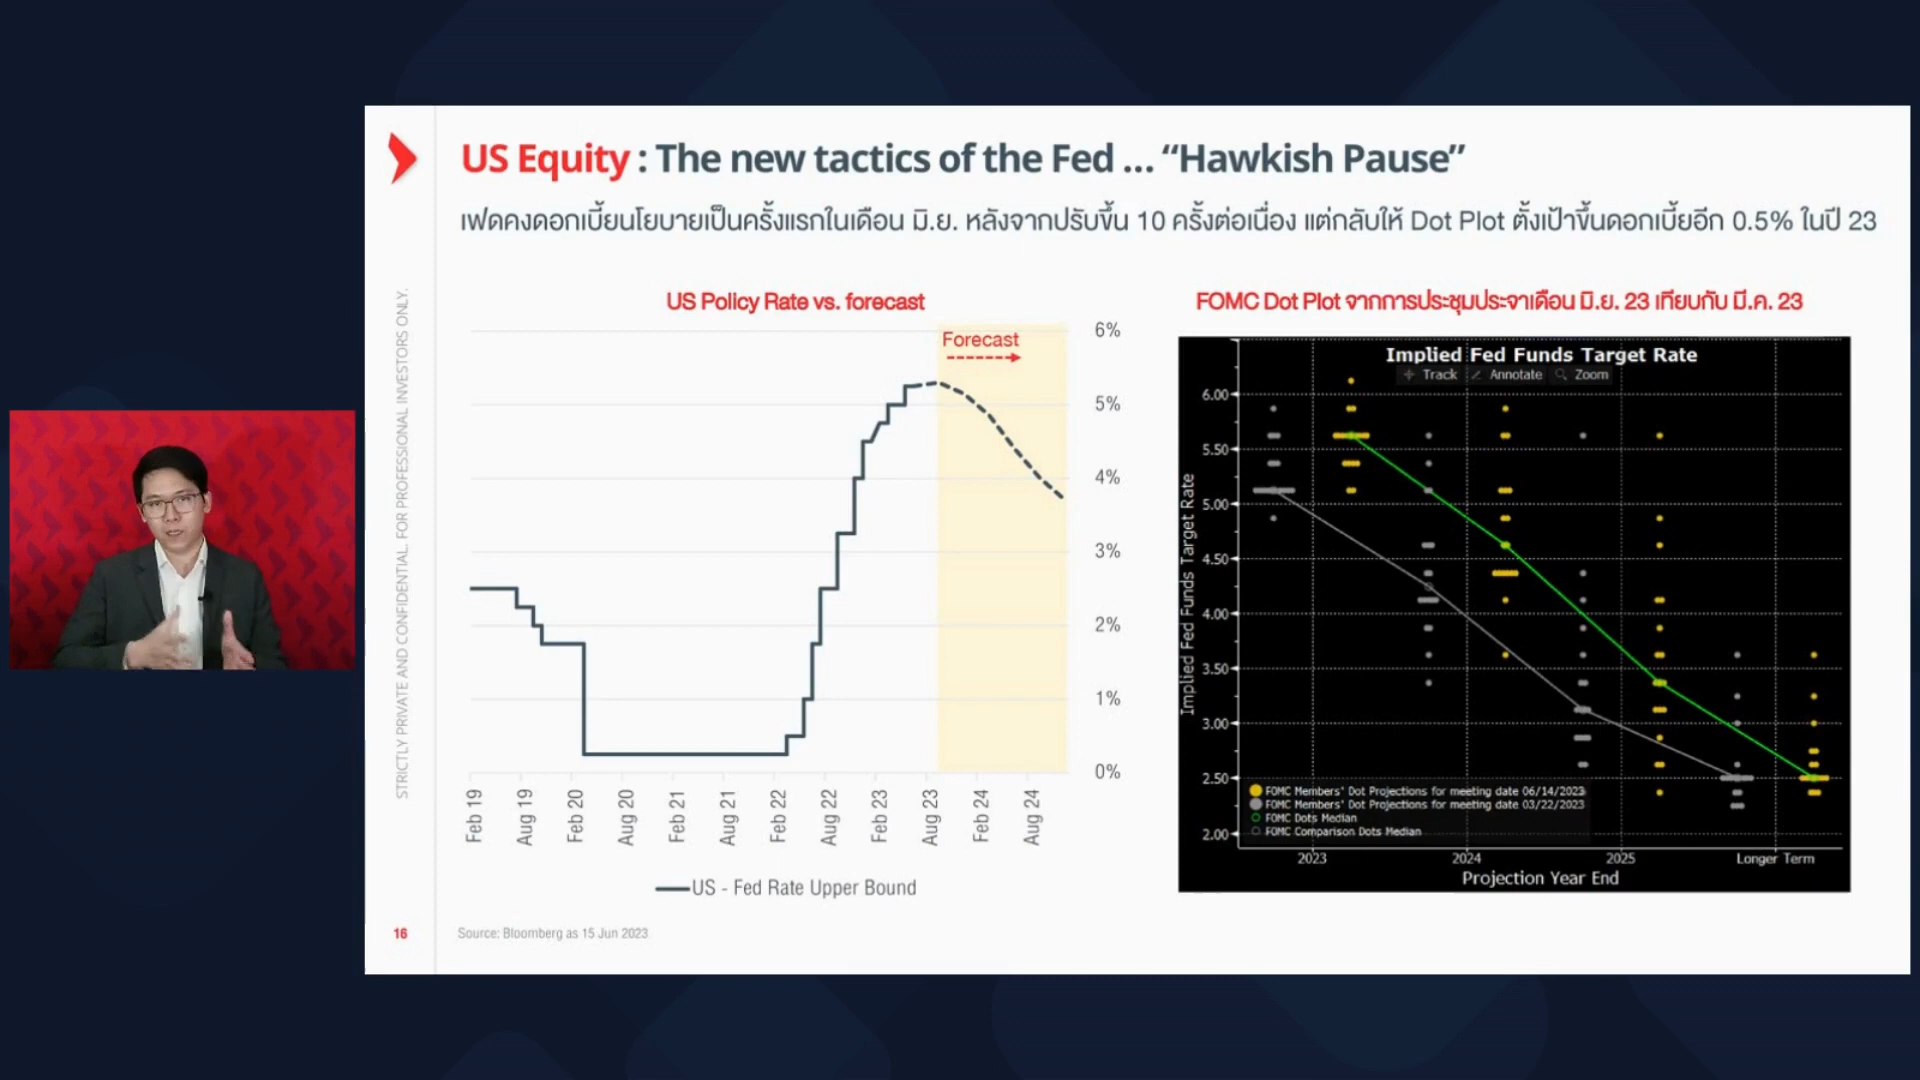 US Equity : The new tactics of the Fed ... “Hawkish Pause”
เฟดคงดอกเบี้ยนโยบายเป็นครั้งแรกในเดือน มิ.ย. หลังจากปรับขึ้น 10 ครั้งต่อเนื่อง แต่กลับให้ Dot Plot ตั้งเป้าขึ้นดอกเบี้ยอีก 0.5% ในปี 23
STRICTLY PRIVATE AND CONFIDENTIAL. FOR PROFESSIONAL INVESTORS ONLY.
US Policy Rate vs. forecast
Forecast
6%
5%
4%
3%
2%
1%
0%
Feb 19
Aug 19
Feb 20
Aug 20
Feb 21
Aug 21
Feb 22
Aug 22
Feb 23
Aug 23
Feb 24
Aug 24
US - Fed Rate Upper Bound
FOMC Dot Plot จากการประชุมประจาเดือน มิ.ย. 23 เทียบกับ มี.ค. 23
Implied Fed Funds Target Rate
Track Annotate Zoom
Implied Fed Funds Target Rate
6.00
5.50
5.00
4.50
4.00
3.50
3.00
2.50
2.00
FOMC Members' Dot Projections for meeting date 06/14/2023
FOMC Members' Dot Projections for meeting date 03/22/2023
FOMC Dots Median
FOMC Comparison Dots Median
2023
2024
2025
Longer Term
Projection Year End
16
Source: Bloomberg as 15 Jun 2023